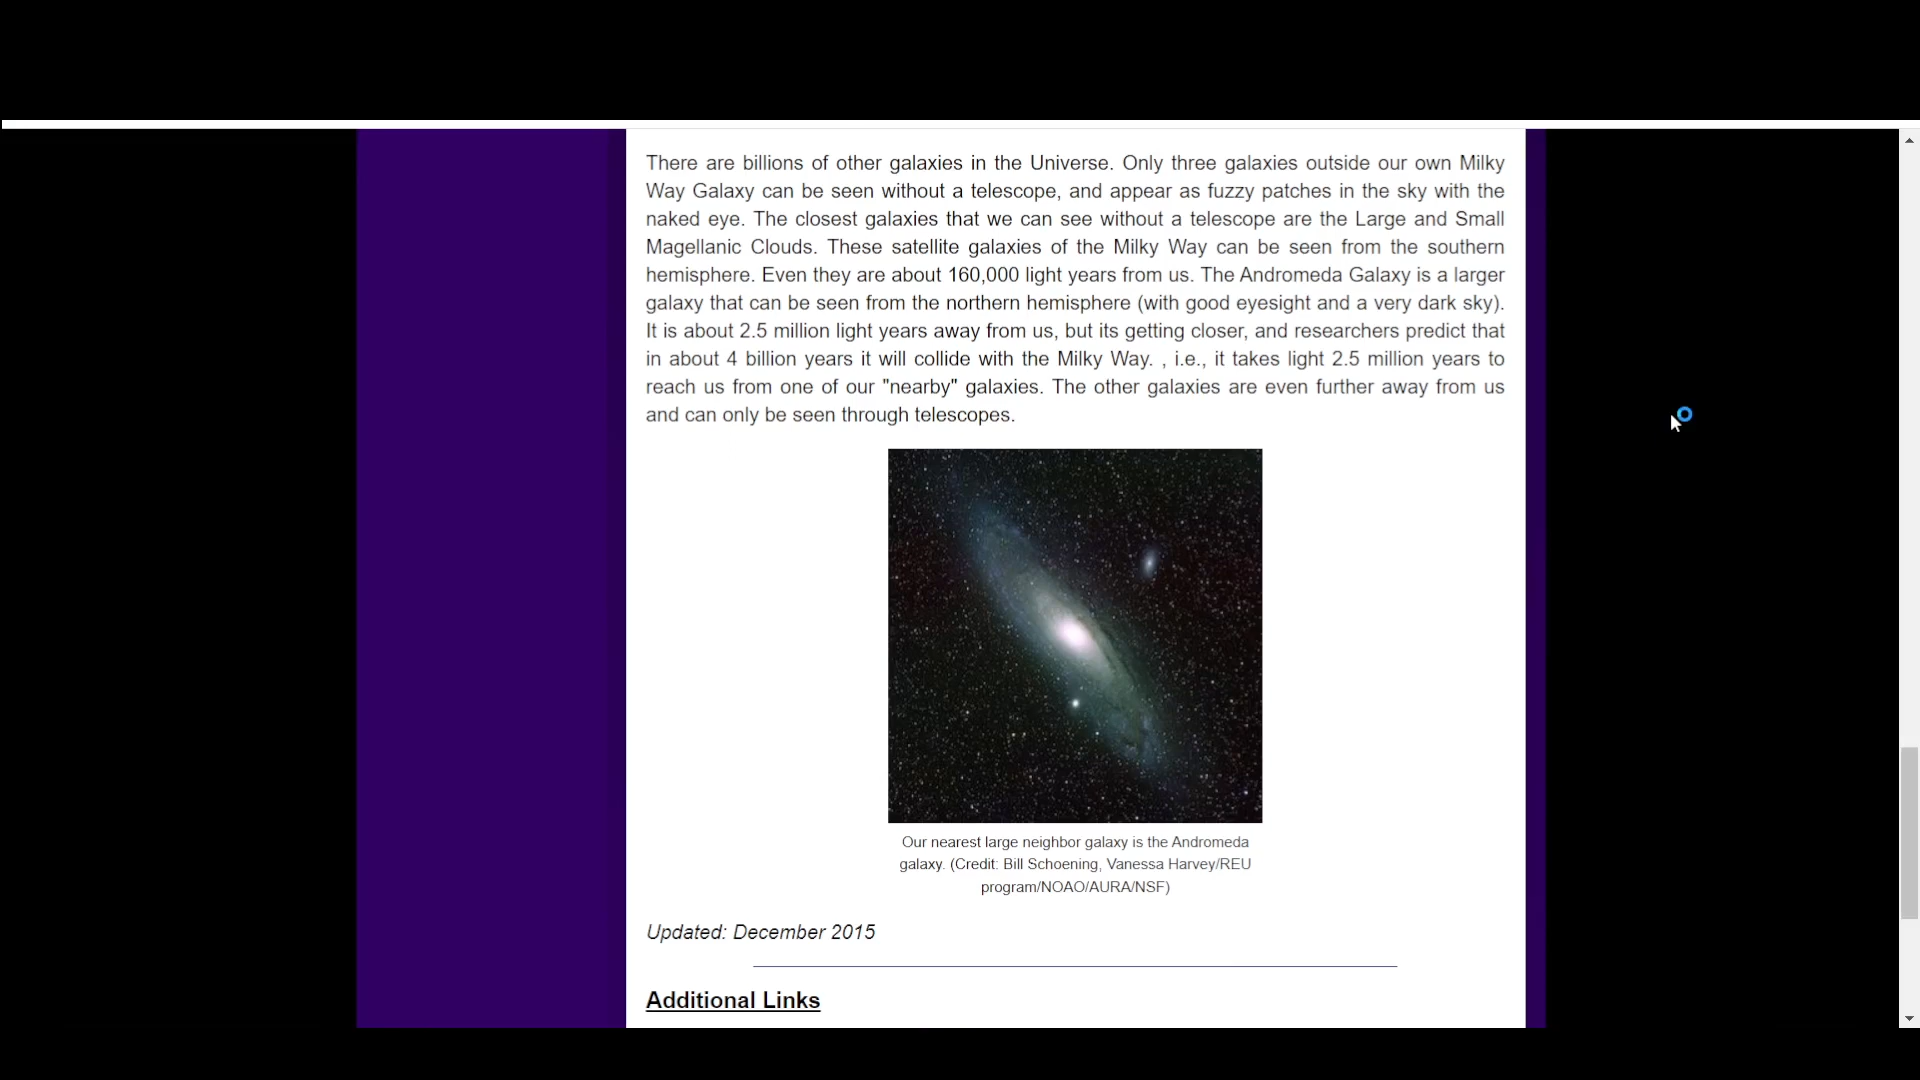 There are billions of other galaxies in the Universe. Only three galaxies outside our own Milky
Way Galaxy can be seen without a telescope, and appear as fuzzy patches in the sky with the
naked eye. The closest galaxies that we can see without a telescope are the Large and Small
Magellanic Clouds. These satellite galaxies of the Milky Way can be seen from the southern
hemisphere. Even they are about 160,000 light years from us. The Andromeda Galaxy is a larger
galaxy that can be seen from the northern hemisphere (with good eyesight and a very dark sky).
It is about 2.5 million light years away from us, but its getting closer, and researchers predict that
in about 4 billion years it will collide with the Milky Way. , i.e., it takes light 2.5 million years to
reach us from one of our "nearby" galaxies. The other galaxies are even further away from us
and can only be seen through telescopes.
Our nearest large neighbor galaxy is the Andromeda
galaxy. (Credit: Bill Schoening, Vanessa Harvey/REU
program/NOAO/AURA/NSF)
Updated: December 2015
Additional Links